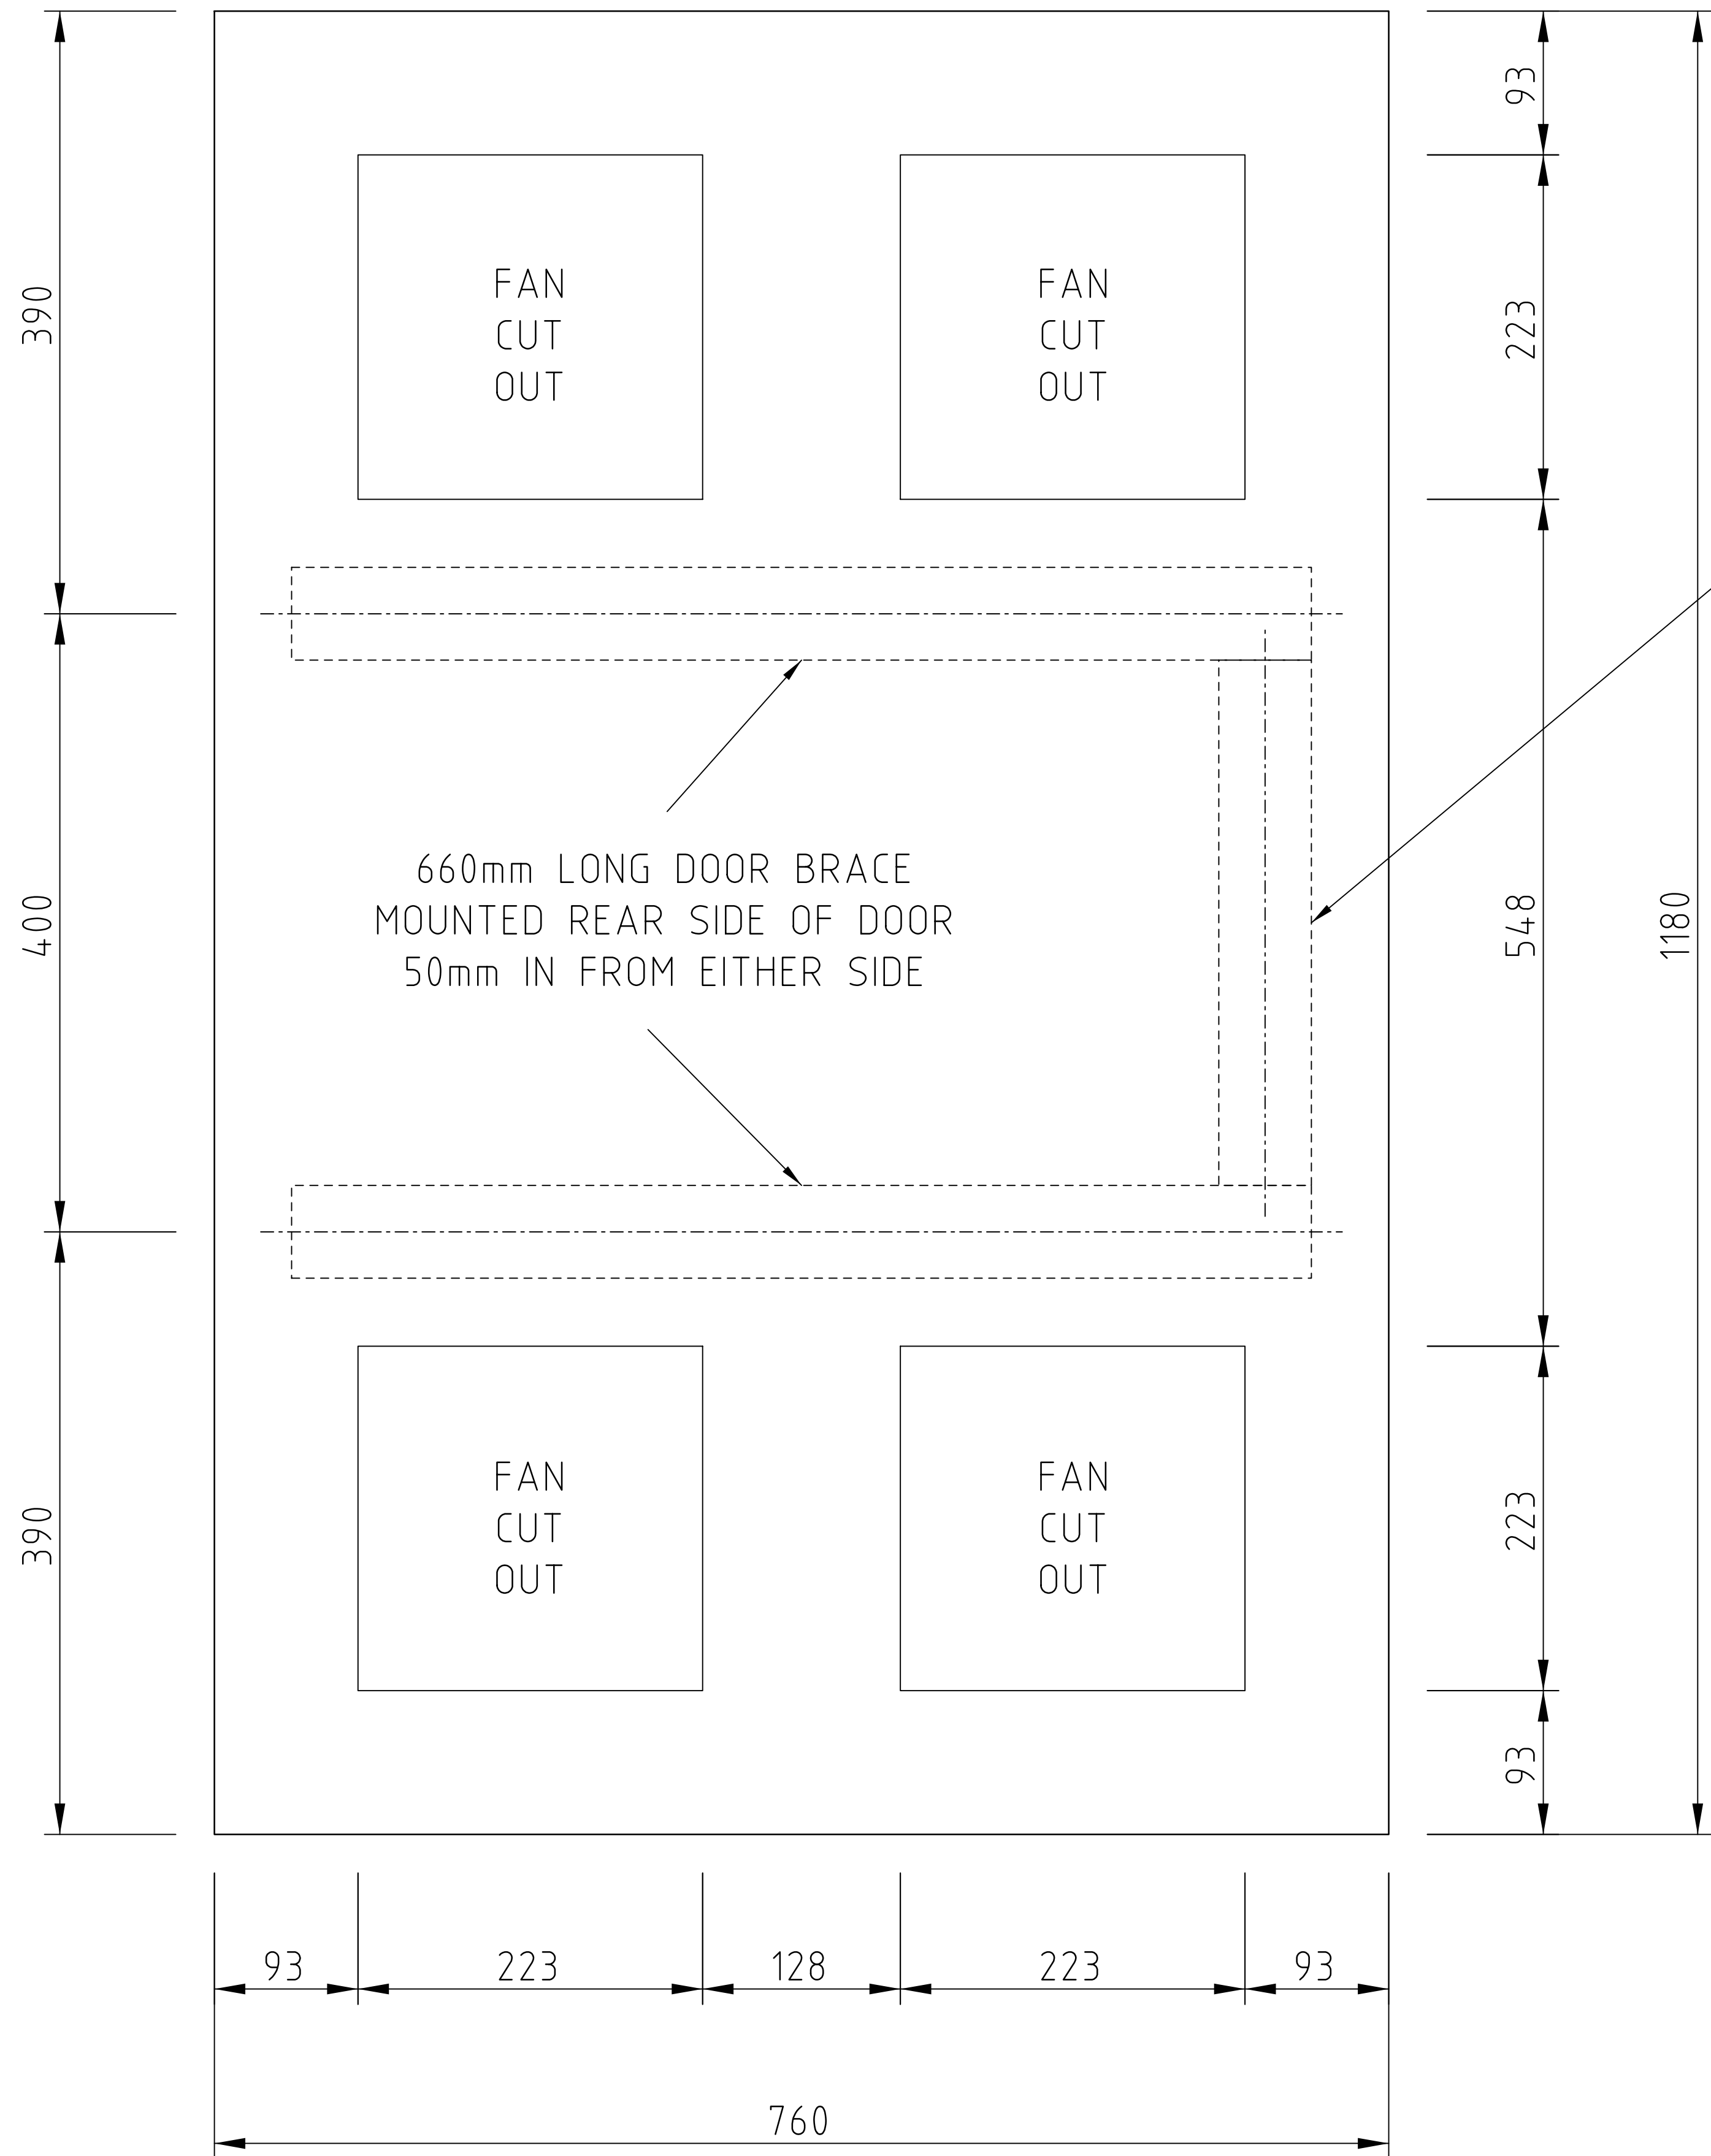 93
390
223
FAN
CUT
OUT
FAN
CUT
OUT
660mm LONG DOOR BRACE
MOUNTED REAR SIDE OF DOOR
50mm IN FROM EITHER SIDE
400
548
1180
390
223
FAN
CUT
OUT
FAN
CUT
OUT
93
93
223
128
223
93
760